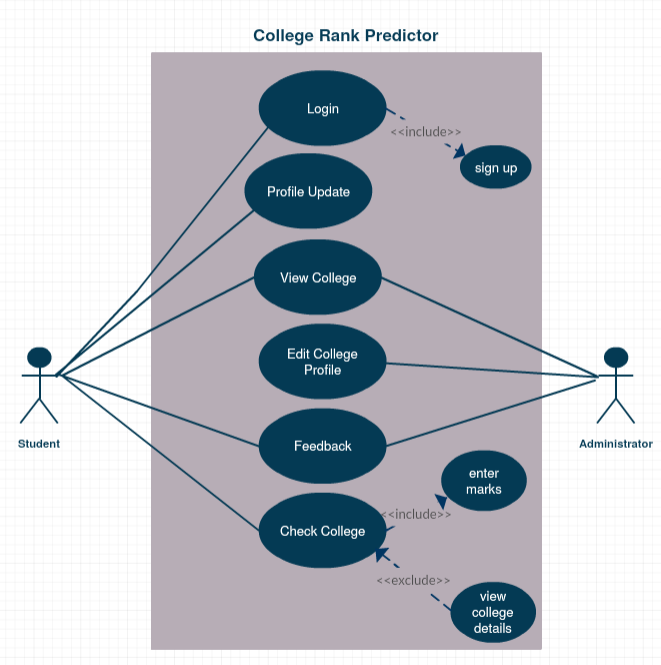 College Rank Predictor
Login
<<include>>
sign up
Profile Update
View College
Edit College
Profile
Student
Administrator
Feedback
enter
marks
<<include>>
Check College
<<exclude>>
view
college
details